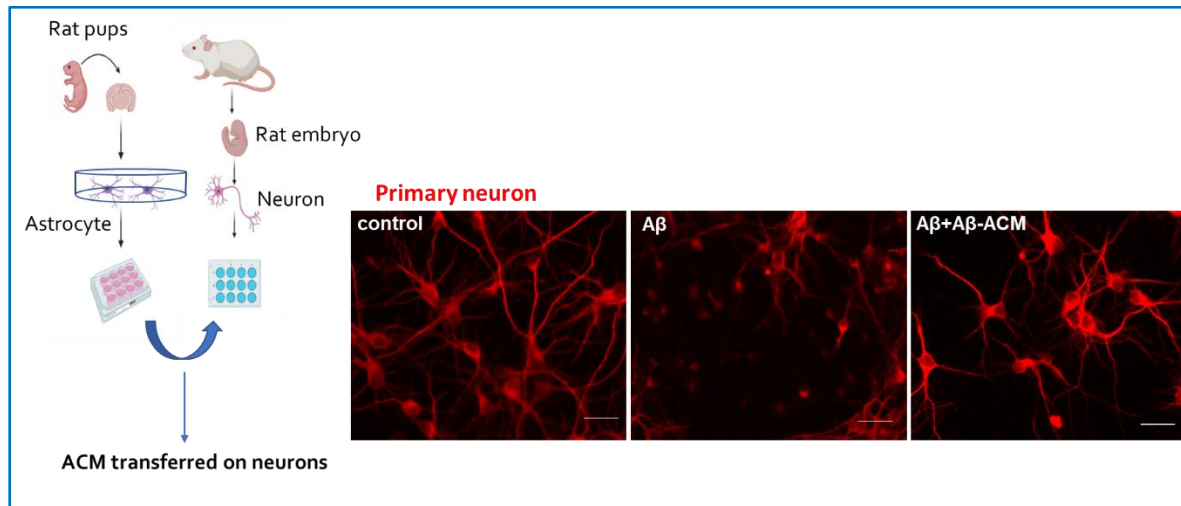 Rat pups
Rat embryo
Neuron
Astrocyte
ACM transferred on neurons
Primary neuron
control
Aβ
Aβ+Aβ-ACM